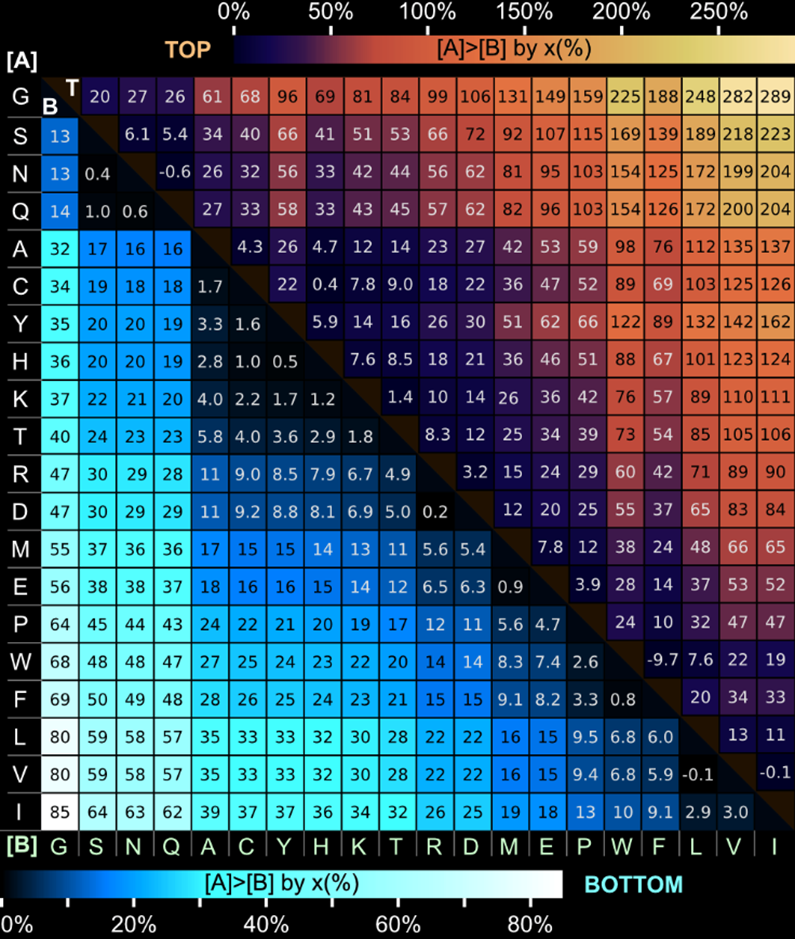 0% 50% 100% 150% 200% 250%
TOP [A]>[B] by x(%)
[A]
T
G B 20 27 26 61 68 96 69 81 84 99 106 131 149 159 225 188 248 282 289
S 13 6.1 5.4 34 40 66 41 51 53 66 72 92 107 115 169 139 189 218 223
N 13 0.4 -0.6 26 32 56 33 42 44 56 62 81 95 103 154 125 172 199 204
Q 14 1.0 0.6 27 33 58 33 43 45 57 62 82 96 103 154 126 172 200 204
A 32 17 16 16 4.3 26 4.7 12 14 23 27 42 53 59 98 76 112 135 137
C 34 19 18 18 1.7 22 0.4 7.8 9.0 18 22 36 47 52 89 69 103 125 126
Y 35 20 20 19 3.3 1.6 5.9 14 16 26 30 51 62 66 122 89 132 142 162
H 36 20 20 19 2.8 1.0 0.5 7.6 8.5 18 21 36 46 51 88 67 101 123 124
K 37 22 21 20 4.0 2.2 1.7 1.2 1.4 10 14 26 36 42 76 57 89 110 111
T 40 24 23 23 5.8 4.0 3.6 2.9 1.8 8.3 12 25 34 39 73 54 85 105 106
R 47 30 29 28 11 9.0 8.5 7.9 6.7 4.9 3.2 15 24 29 60 42 71 89 90
D 47 30 29 29 11 9.2 8.8 8.1 6.9 5.0 0.2 12 20 25 55 37 65 83 84
M 55 37 36 36 17 15 15 14 13 11 5.6 5.4 7.8 12 38 24 48 66 65
E 56 38 38 37 18 16 16 15 14 12 6.5 6.3 0.9 3.9 28 14 37 53 52
P 64 45 44 43 24 22 21 20 19 17 12 11 5.6 4.7 24 10 32 47 47
W 68 48 48 47 27 25 24 23 22 20 14 14 8.3 7.4 2.6 -9.7 7.6 22 19
F 69 50 49 48 28 26 25 24 23 21 15 15 9.1 8.2 3.3 0.8 20 34 33
L 80 59 58 57 35 33 33 32 30 28 22 22 16 15 9.5 6.8 6.0 13 11
V 80 59 58 57 35 33 33 32 30 28 22 22 16 15 9.4 6.8 5.9 -0.1 -0.1
I 85 64 63 62 39 37 37 36 34 32 26 25 19 18 13 10 9.1 2.9 3.0
[B] G S N Q A C Y H K T R D M E P W F L V I
[A]>[B] by x(%) BOTTOM
0% 20% 40% 60% 80%